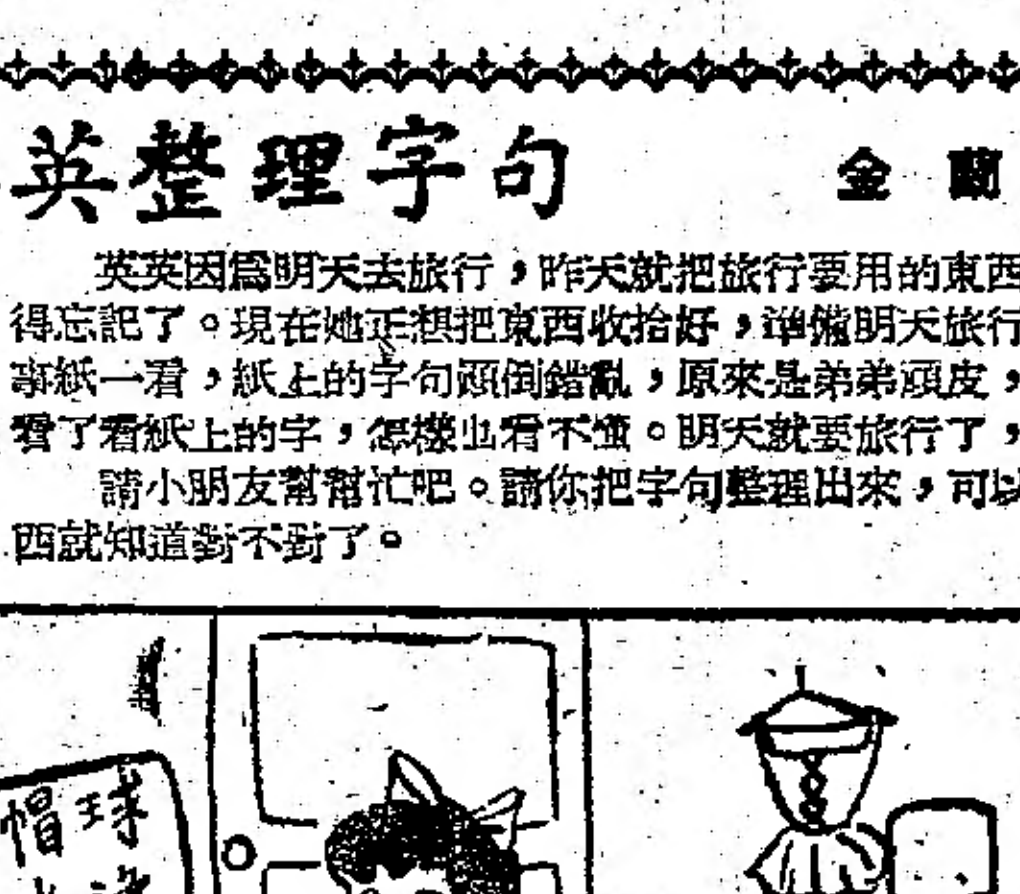 英整理字句 金蘭
英英因爲明天去旅行，昨天就把旅行要用的東西
得忘記了。現在她正想把東西收拾好，準備明天旅行
紙一看，紙上的字句顚倒錯亂，原來是弟弟頑皮，
看了看紙上的字，怎樣也看不懂。明天就要旅行了，
請小朋友幫幫忙吧。請你把字句整理出來，可以
西就知道對不對了。
帽球